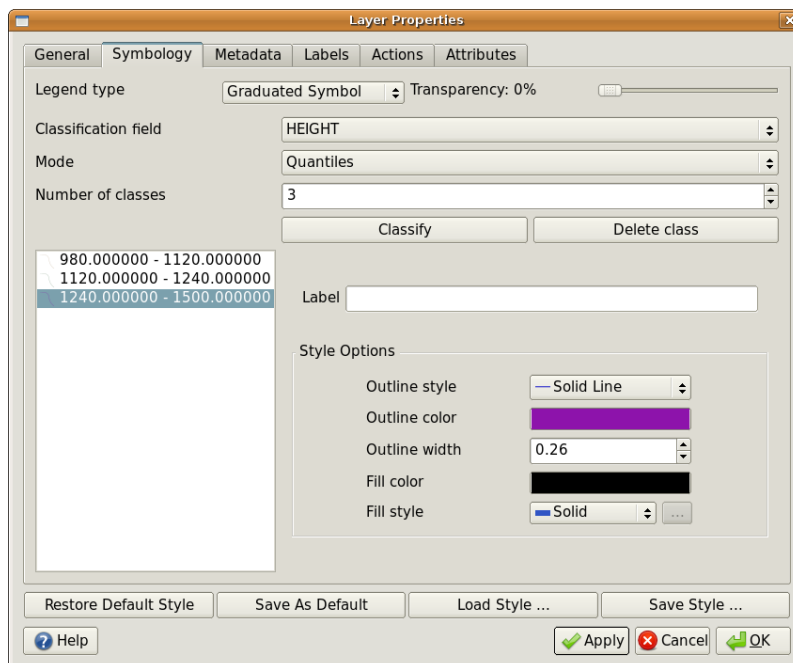 Layer Properties
General Symbology Metadata Labels Actions Attributes
Legend type Graduated Symbol Transparency: 0%
Classification field HEIGHT
Mode Quantiles
Number of classes 3
Classify Delete class
980.000000 - 1120.000000
1120.000000 - 1240.000000
1240.000000 - 1500.000000
Label
Style Options
Outline style Solid Line
Outline color
Outline width 0.26
Fill color
Fill style Solid ...
Restore Default Style Save As Default Load Style ... Save Style ...
Help Apply Cancel OK